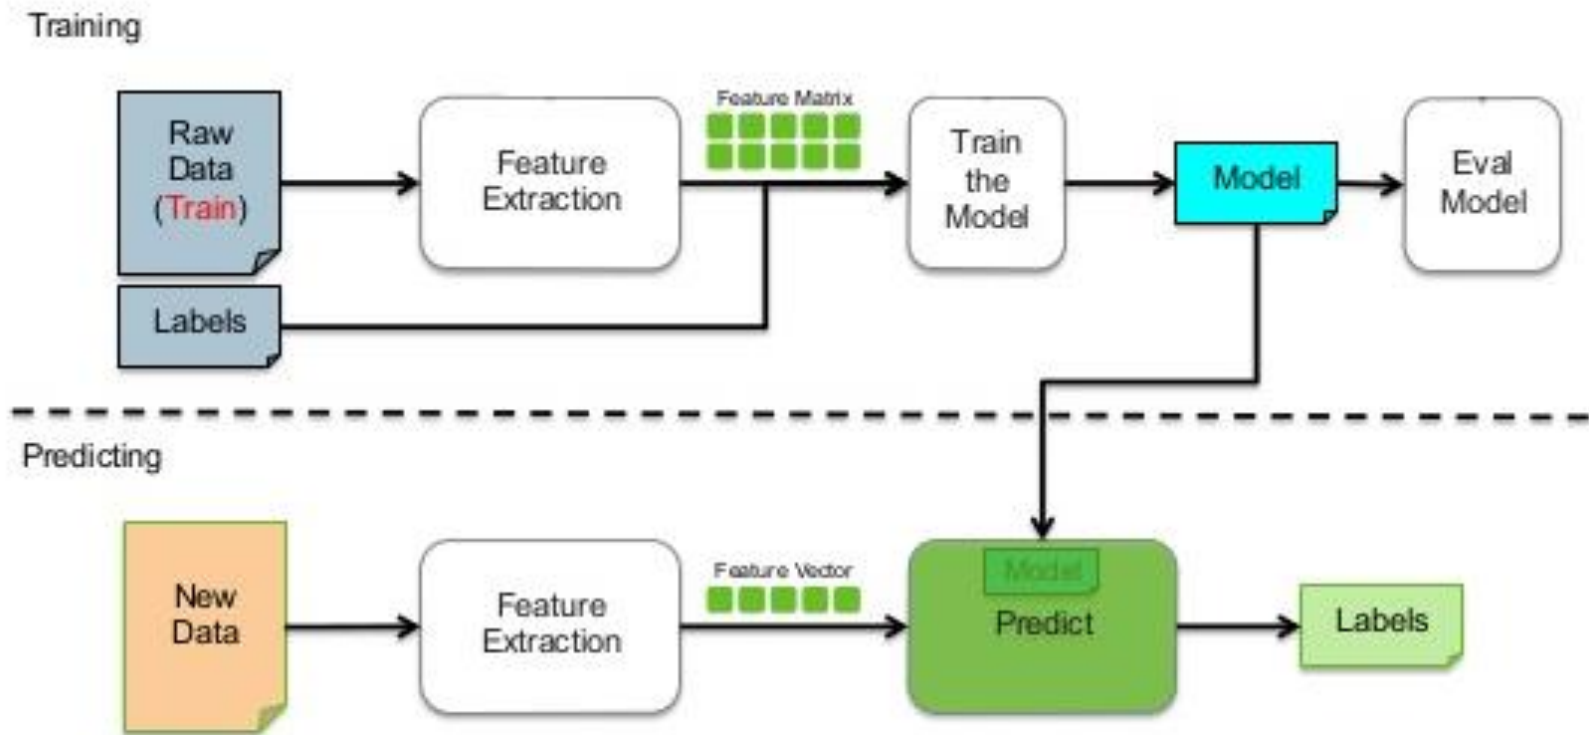 Training
Raw
Data
(Train)
Feature
Extraction
Feature Matrix
Train
the
Model
Model
Eval
Model
Labels
Predicting
New
Data
Feature
Extraction
Feature Vector
Model
Predict
Labels